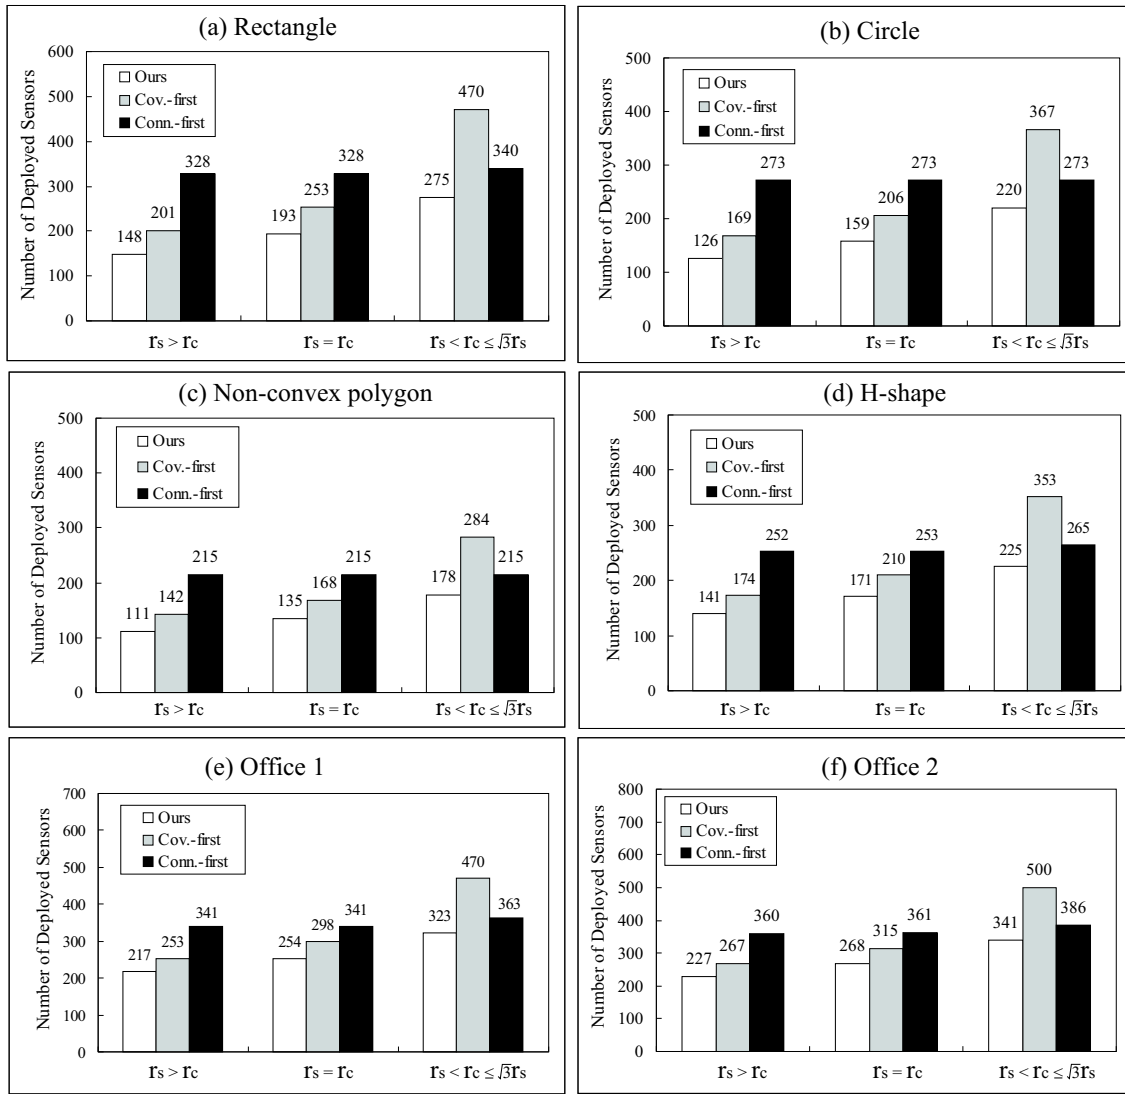 (a) Rectangle
Number of Deployed Sensors
600
500
400
300
200
100
0
Ours
Cov.-first
Conn.-first
148 201 328
193 253 328
275 470 340
rs > rc
rs = rc
rs < rc ≤ √3rs
(b) Circle
Number of Deployed Sensors
500
400
300
200
100
0
Ours
Cov.-first
Conn.-first
126 169 273
159 206 273
220 367 273
rs > rc
rs = rc
rs < rc ≤ √3rs
(c) Non-convex polygon
Number of Deployed Sensors
500
400
300
200
100
0
Ours
Cov.-first
Conn.-first
111 142 215
135 168 215
178 284 215
rs > rc
rs = rc
rs < rc ≤ √3rs
(d) H-shape
Number of Deployed Sensors
500
400
300
200
100
0
Ours
Cov.-first
Conn.-first
141 174 252
171 210 253
225 353 265
rs > rc
rs = rc
rs < rc ≤ √3rs
(e) Office 1
Number of Deployed Sensors
700
600
500
400
300
200
100
0
Ours
Cov.-first
Conn.-first
217 253 341
254 298 341
323 470 363
rs > rc
rs = rc
rs < rc ≤ √3rs
(f) Office 2
Number of Deployed Sensors
800
700
600
500
400
300
200
100
0
Ours
Cov.-first
Conn.-first
227 267 360
268 315 361
341 500 386
rs > rc
rs = rc
rs < rc ≤ √3rs